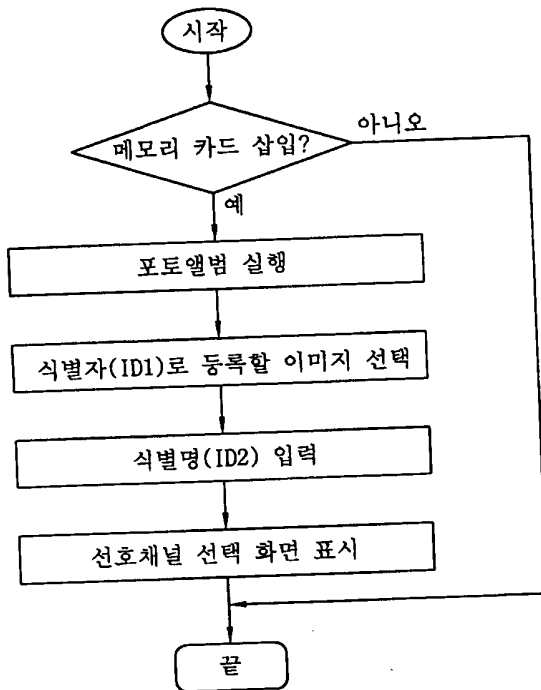 시작
메모리 카드 삽입?
아니오
예
포토앨범 실행
식별자(ID1)로 등록할 이미지 선택
식별명(ID2) 입력
선호채널 선택 화면 표시
끝